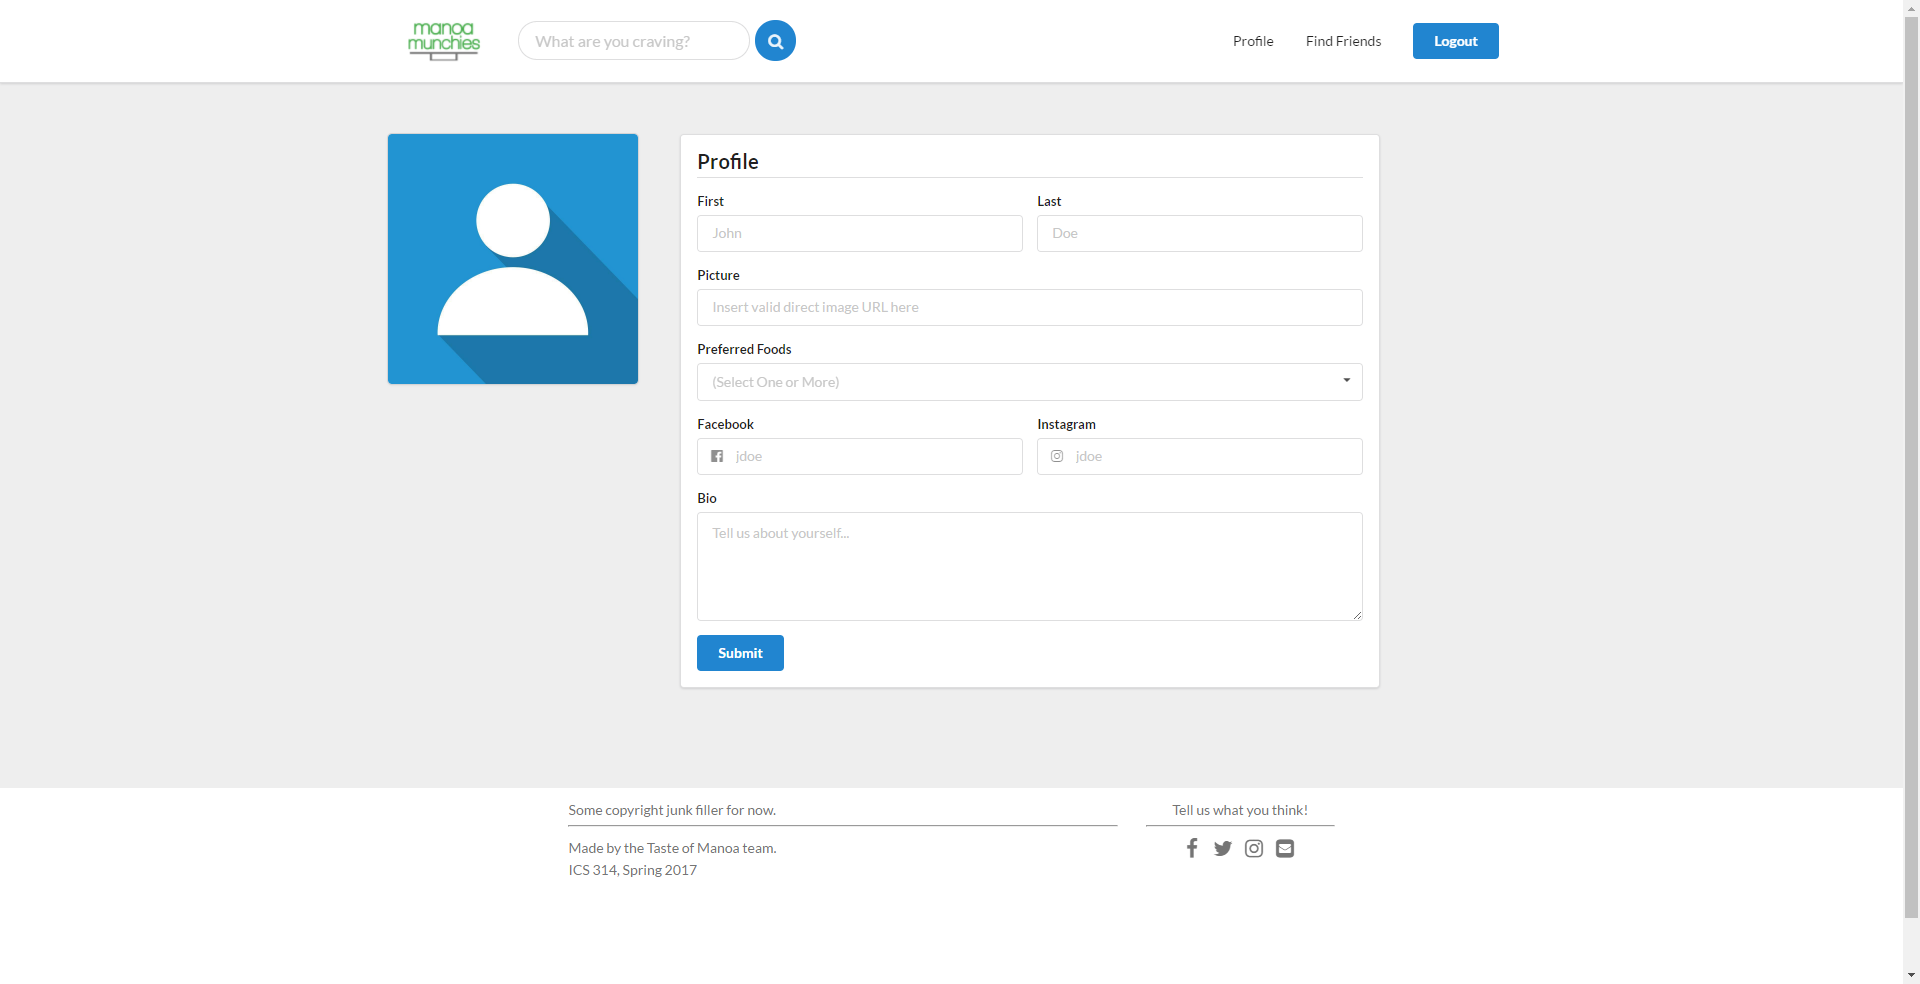 manoa
munchies
What are you craving?
Profile
Find Friends
Logout
Profile
First
Last
John
Doe
Picture
Insert valid direct image URL here
Preferred Foods
(Select One or More)
Facebook
Instagram
jdoe
jdoe
Bio
Tell us about yourself...
Submit
Some copyright junk filler for now.
Tell us what you think!
Made by the Taste of Manoa team.
ICS 314, Spring 2017